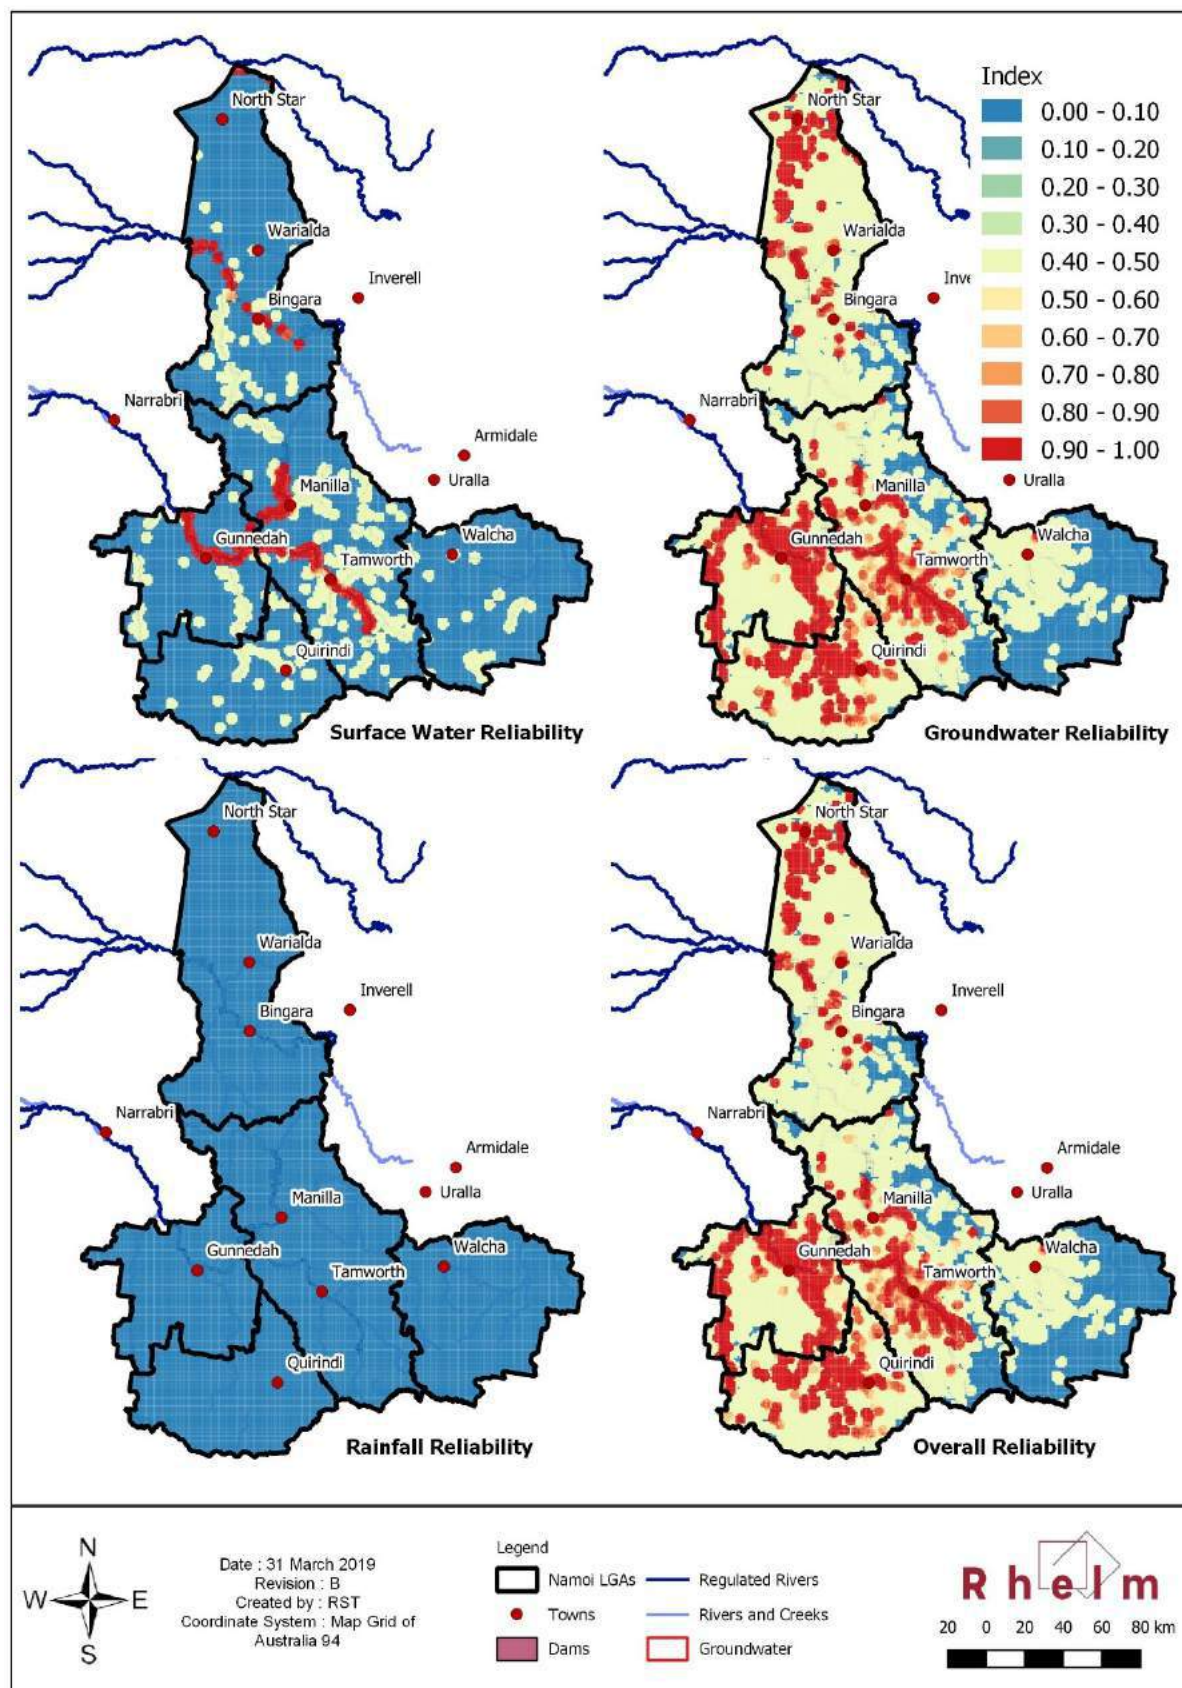 North Star
Warialda
Inverell
Bingara
Narrabri
Armidale
Uralla
Manilla
Gunnedah
Walcha
Tamworth
Quirindi
Surface Water Reliability
Index
0.00 - 0.10
0.10 - 0.20
0.20 - 0.30
0.30 - 0.40
0.40 - 0.50
0.50 - 0.60
0.60 - 0.70
0.70 - 0.80
0.80 - 0.90
0.90 - 1.00
North Star
Warialda
Inve
Bingara
Narrabri
Uralla
Manilla
Gunnedah
Walcha
Tamworth
Quirindi
Groundwater Reliability
North Star
Warialda
Inverell
Bingara
Narrabri
Armidale
Uralla
Manilla
Gunnedah
Walcha
Tamworth
Quirindi
Rainfall Reliability
North Star
Warialda
Inverell
Bingara
Narrabri
Armidale
Uralla
Manilla
Gunnedah
Walcha
Tamworth
Quirindi
Overall Reliability
N
W E
S
Date : 31 March 2019
Revision : B
Created by : RST
Coordinate System : Map Grid of
Australia 94
Legend
Namoi LGAs
Towns
Dams
Regulated Rivers
Rivers and Creeks
Groundwater
Rhelm
20 0 20 40 60 80 km